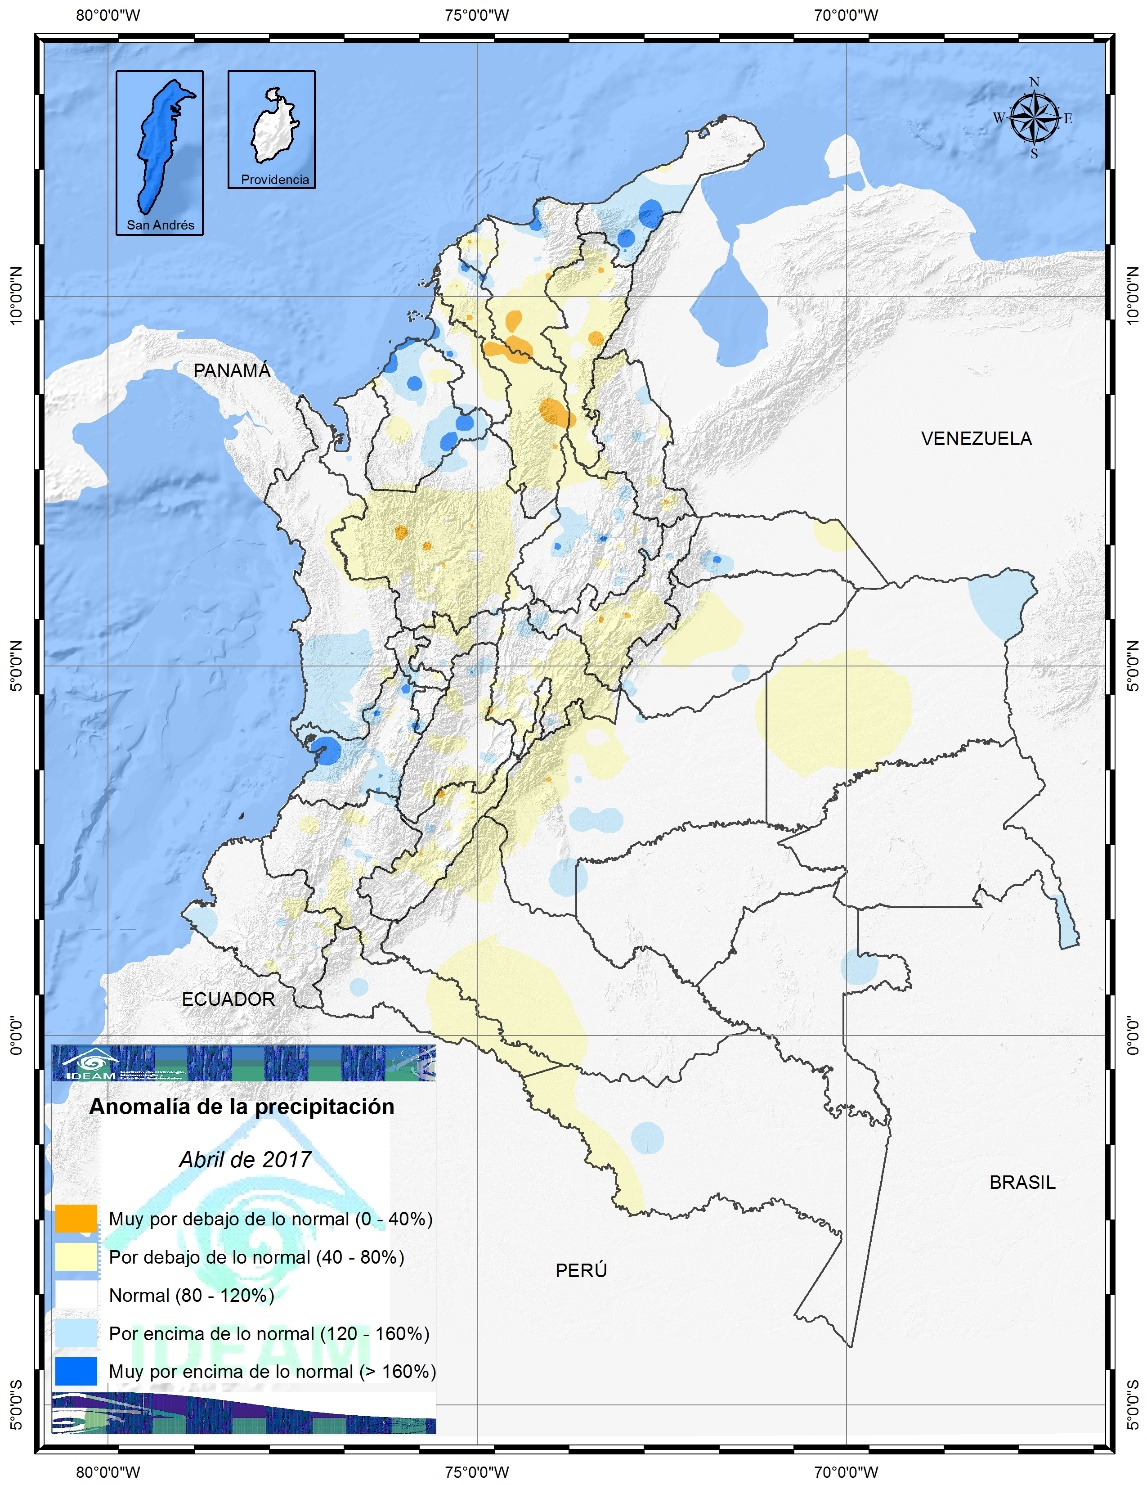 80°0'0"W 75°0'0"W 70°0'0"W
San Andrés
Providencia
N
W E
S
10°0'0"N 10°0'0"N
PANAMÁ
VENEZUELA
5°0'0"N 5°0'0"N
ECUADOR
0°0'0" 0°0'0"
IDEAM
Anomalía de la precipitación
Abril de 2017
BRASIL
Muy por debajo de lo normal (0 - 40%)
Por debajo de lo normal (40 - 80%)
PERÚ
Normal (80 - 120%)
Por encima de lo normal (120 - 160%)
IDEAM
Muy por encima de lo normal (> 160%)
5°0'0"S 5°0'0"S
80°0'0"W 75°0'0"W 70°0'0"W